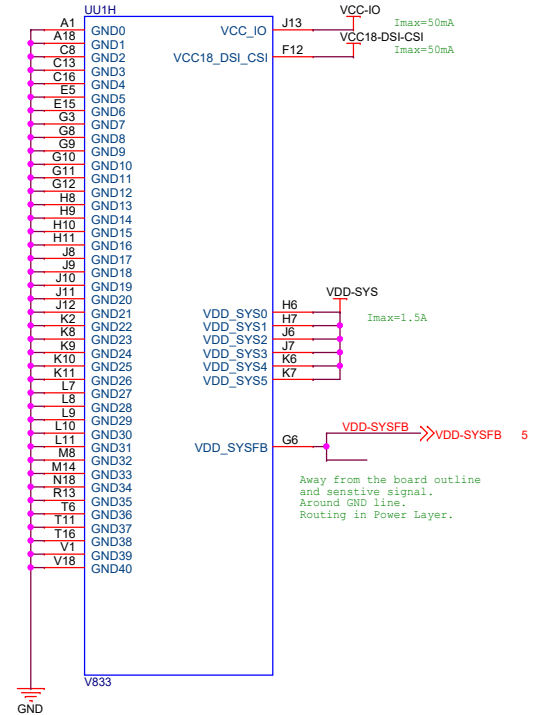 UU1H
A1 GND0 VCC_IO J13 VCC-IO Imax=50mA
A18 GND1 VCC18-DSI-CSI
C8 GND2 VCC18_DSI_CSI F12 Imax=50mA
C13 GND3
C16 GND4
E5 GND5
E15 GND6
G3 GND7
G8 GND8
G9 GND9
G10 GND10
G11 GND11
G12 GND12
H8 GND13
H9 GND14
H10 GND15
H11 GND16
J8 GND17
J9 GND18
J10 GND19
J11 GND20 VDD-SYS
J12 GND21 VDD_SYS0 H6 Imax=1.5A
K2 GND22 VDD_SYS1 H7
K8 GND23 VDD_SYS2 J6
K9 GND24 VDD_SYS3 J7
K10 GND25 VDD_SYS4 K6
K11 GND26 VDD_SYS5 K7
L7 GND27
L8 GND28
L9 GND29
L10 GND30 VDD-SYSFB VDD-SYSFB 5
L11 GND31 VDD_SYSFB G6
M8 GND32
M14 GND33
N18 GND34
R13 GND35
T6 GND36
T11 GND37
T16 GND38
V1 GND39
V18 GND40
Away from the board outline
and senstive signal.
Around GND line.
Routing in Power Layer.
V833
GND